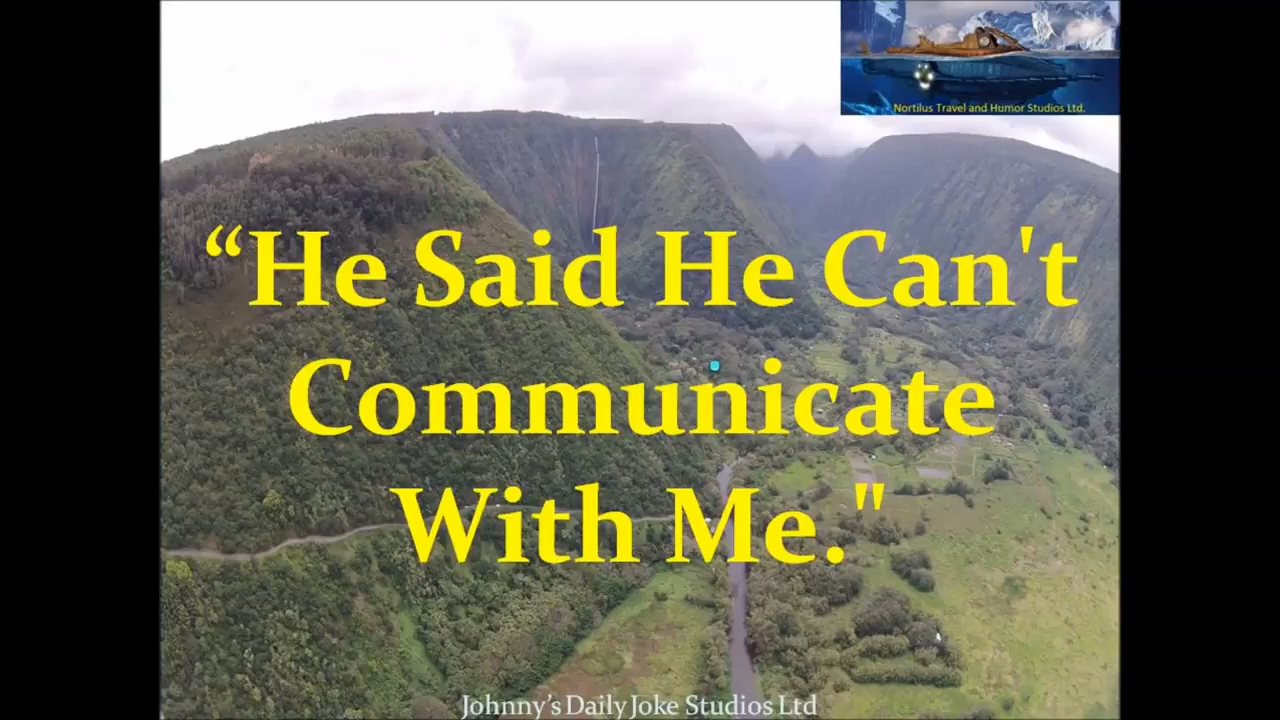 Nortilus Travel and Humor Studios Ltd.
“He Said He Can't
Communicate
With Me."
Johnny’s Daily Joke Studios Ltd